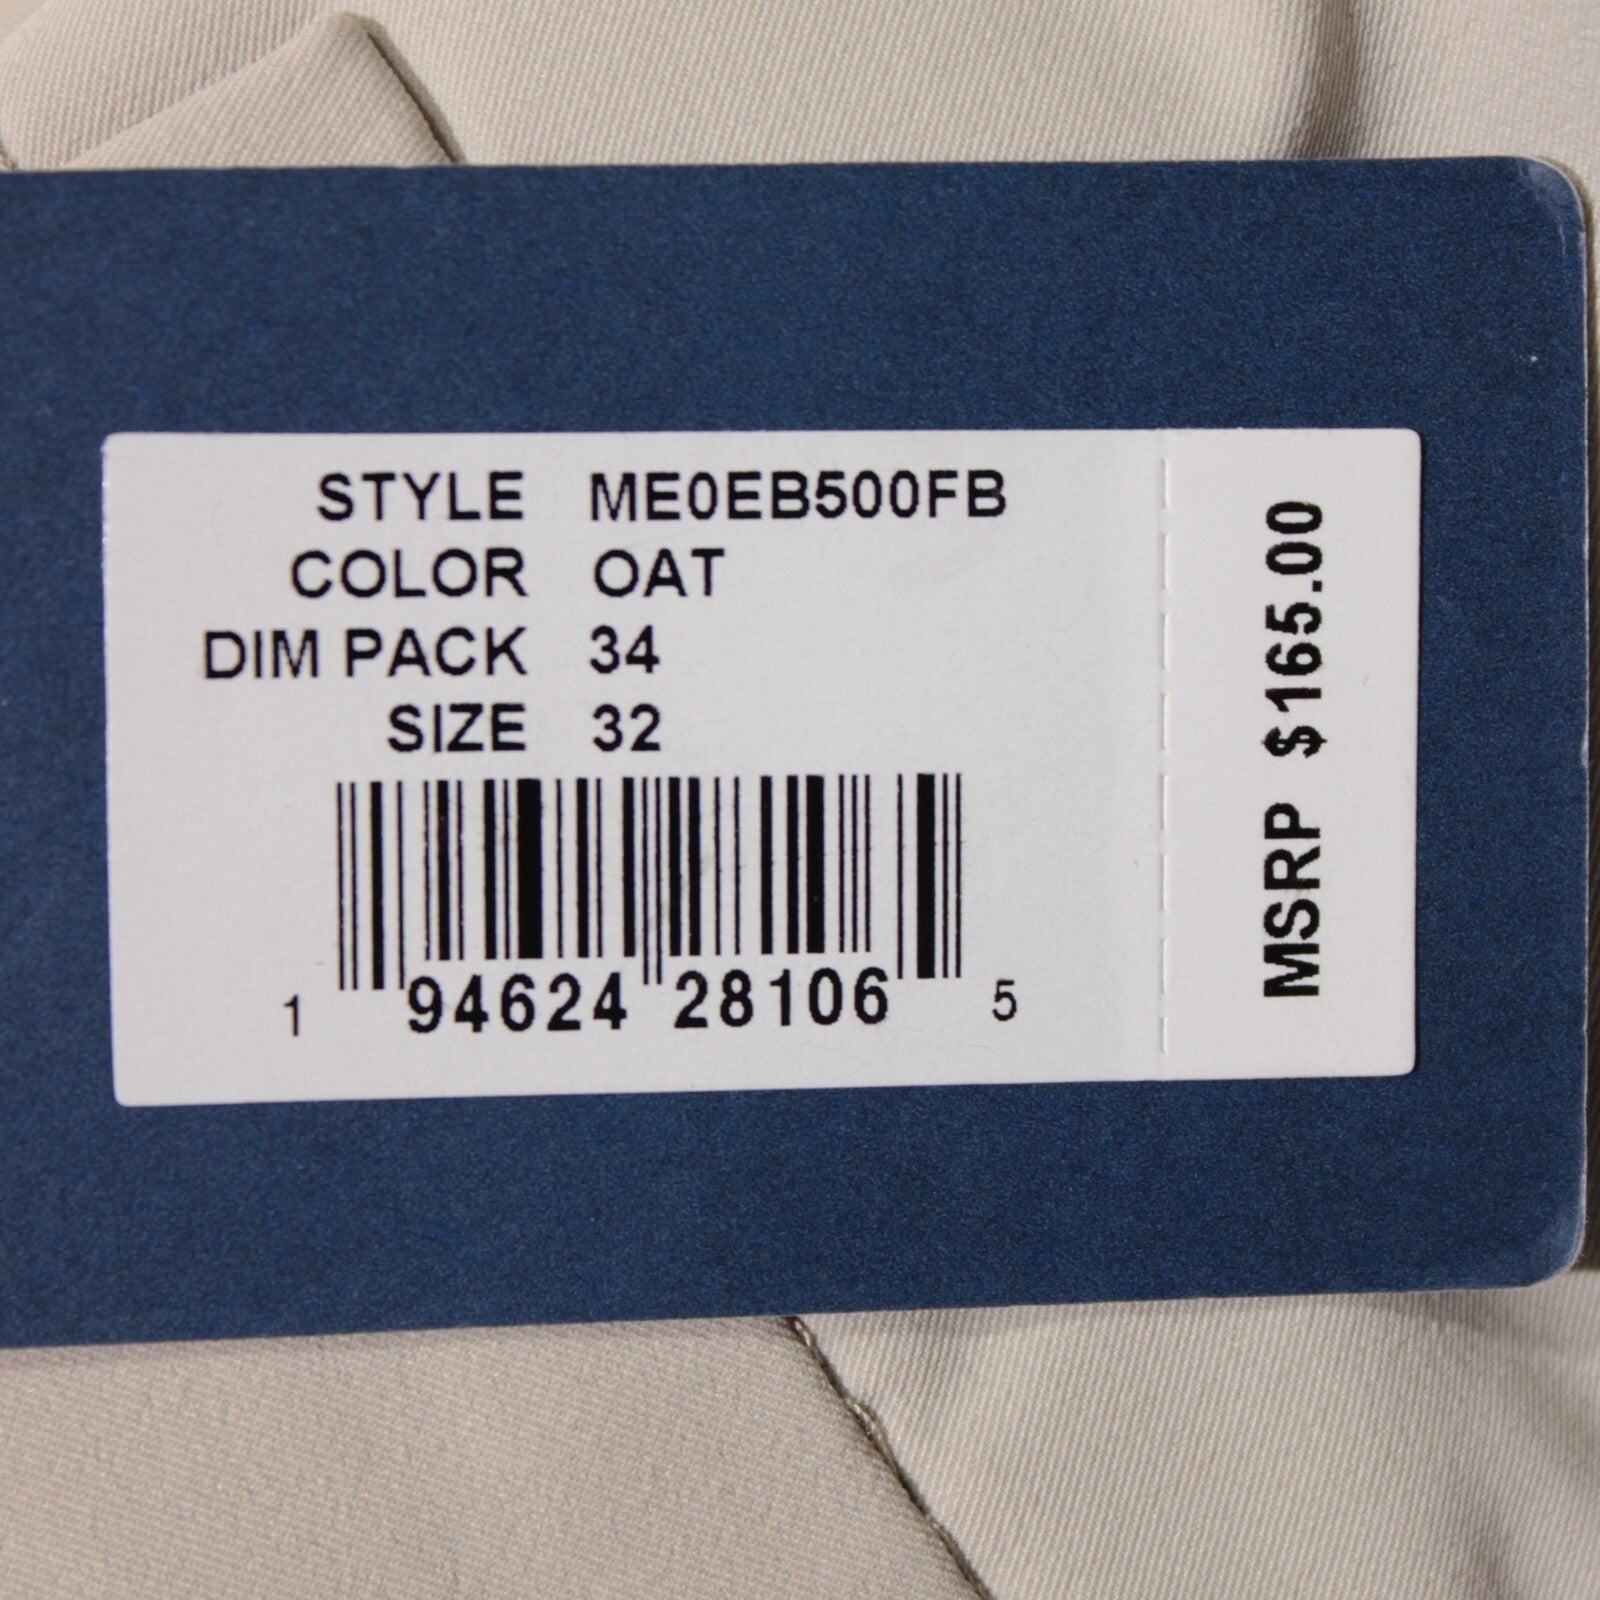 STYLE ME0EB500FB
COLOR OAT
DIM PACK 34
SIZE 32
1 94624 28106 5
MSRP $165.00